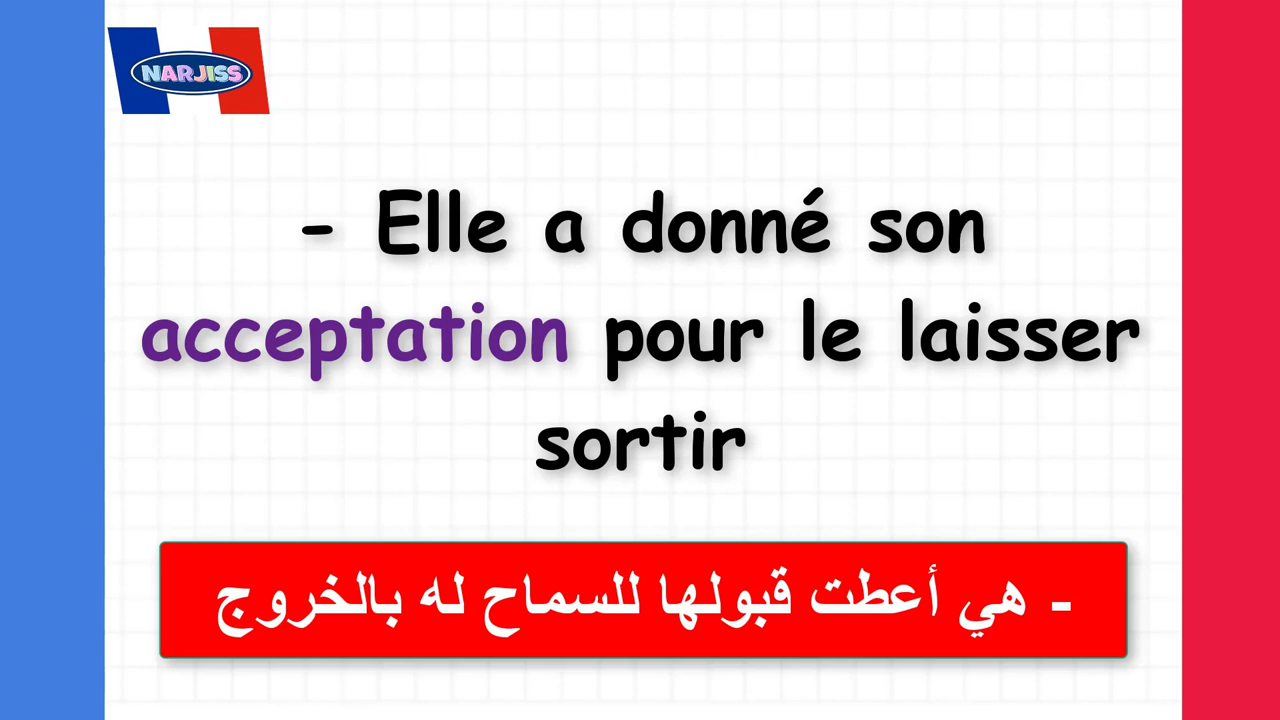 NARJISS
- Elle a donné son
acceptation pour le laisser
sortir
- هي أعطت قبولها للسماح له بالخروج